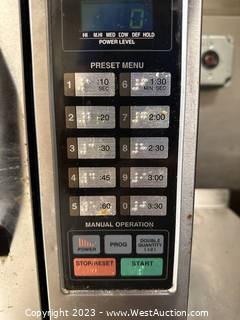 0
HI M.HI MED LOW DEF HOLD
POWER LEVEL
PRESET MENU
1 :10 SEC 6 1:30 MIN SEC
2 :20 7 2:00
3 :30 8 2:30
4 :45 9 3:00
5 :60 0 3:30
MANUAL OPERATION
POWER PROG DOUBLE QUANTITY
STOP/RESET START
Copyright 2023 - www.WestAuction.com